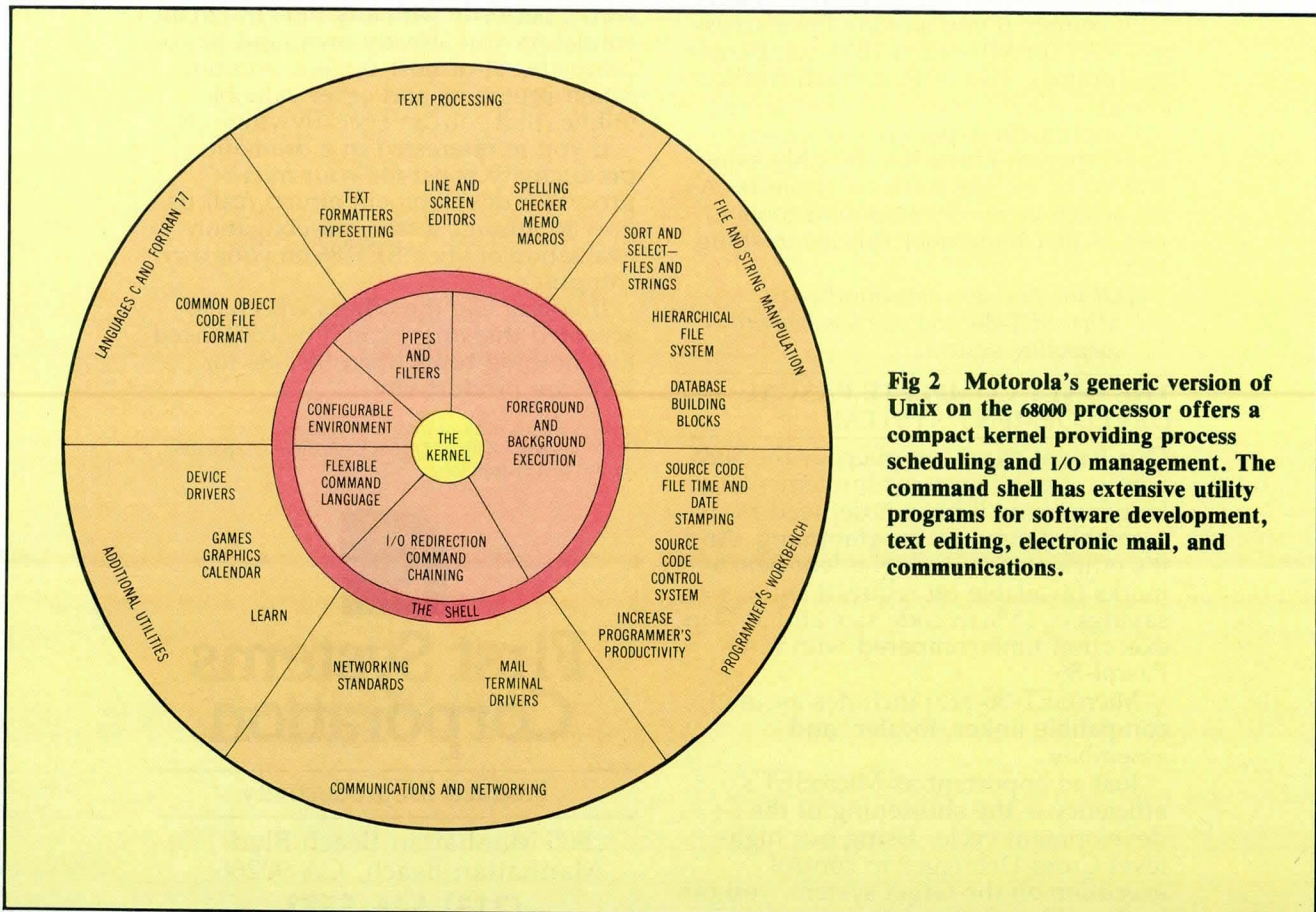 TEXT PROCESSING
TEXT
FORMATTERS
TYPESETTING
LINE AND
SCREEN
EDITORS
SPELLING
CHECKER
MEMO
MACROS
FILE AND STRING MANIPULATION
SORT AND
SELECT—
FILES AND
STRINGS
HIERARCHICAL
FILE
SYSTEM
DATABASE
BUILDING
BLOCKS
PROGRAMMER'S WORKBENCH
SOURCE CODE
FILE TIME AND
DATE
STAMPING
SOURCE
CODE
CONTROL
SYSTEM
INCREASE
PROGRAMMER'S
PRODUCTIVITY
COMMUNICATIONS AND NETWORKING
MAIL
TERMINAL
DRIVERS
NETWORKING
STANDARDS
ADDITIONAL UTILITIES
LEARN
GAMES
GRAPHICS
CALENDAR
DEVICE
DRIVERS
LANGUAGES C AND FORTRAN 77
COMMON OBJECT
CODE FILE
FORMAT
PIPES
AND
FILTERS
FOREGROUND
AND
BACKGROUND
EXECUTION
I/O REDIRECTION
COMMAND
CHAINING
FLEXIBLE
COMMAND
LANGUAGE
CONFIGURABLE
ENVIRONMENT
THE
KERNEL
THE SHELL
Fig 2 Motorola's generic version of
Unix on the 68000 processor offers a
compact kernel providing process
scheduling and I/O management. The
command shell has extensive utility
programs for software development,
text editing, electronic mail, and
communications.